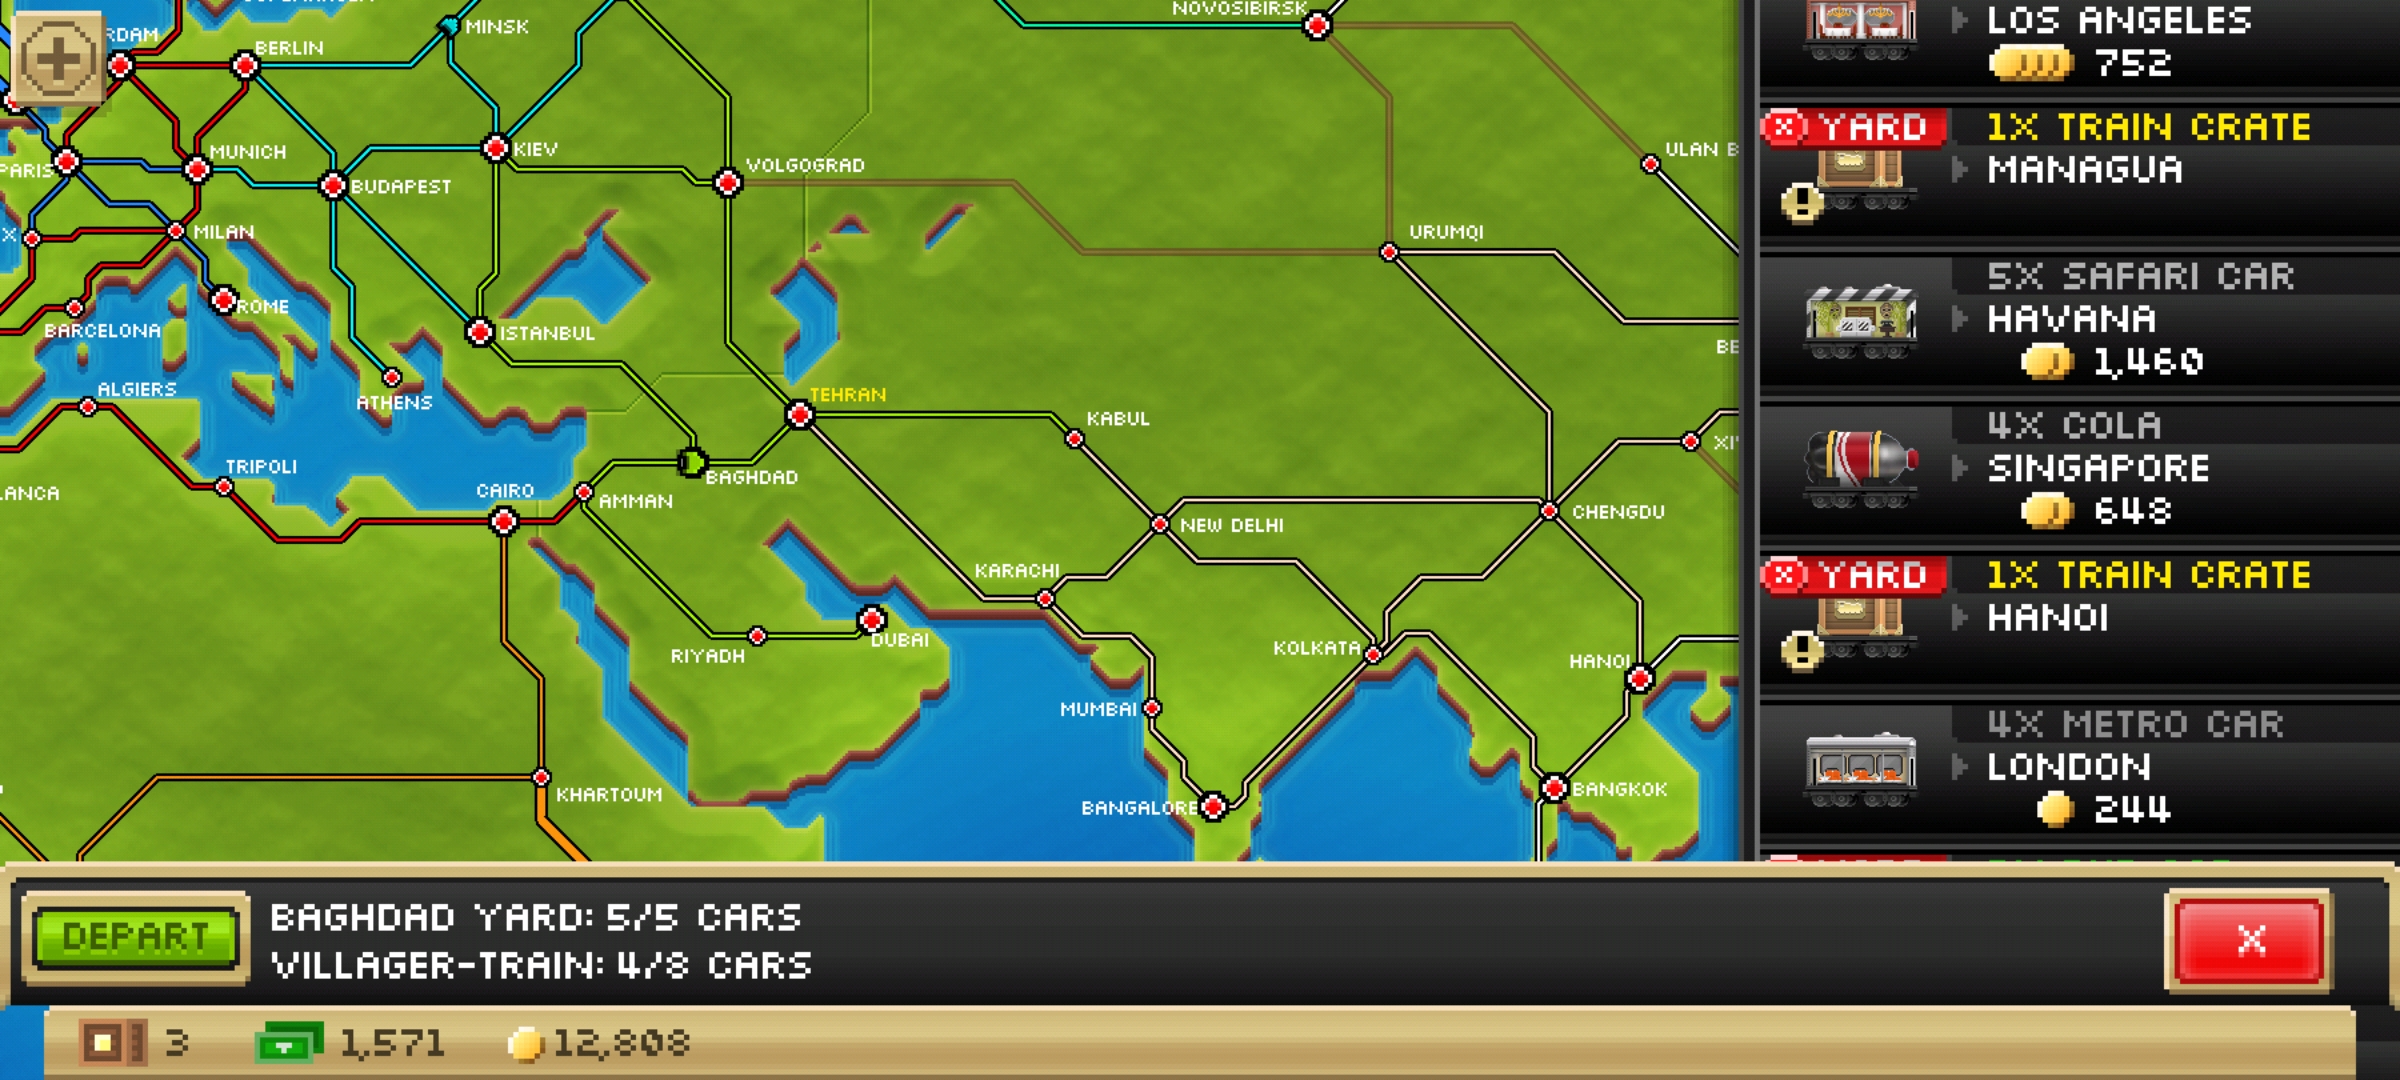 NOVOSIBIRSK
MINSK
RDAM
BERLIN
KIEV
VOLGOGRAD
ULAN B
MUNICH
PARIS
BUDAPEST
URUMQI
X
MILAN
ROME
BARCELONA
ISTANBUL
BE
ALGIERS
ATHENS
TEHRAN
KABUL
TRIPOLI
BAGHDAD
LANCA
CAIRO
AMMAN
NEW DELHI
CHENGDU
KARACHI
RIYADH
DUBAI
KOLKATA
HANOI
MUMBAI
KHARTOUM
BANGALORE
BANGKOK
LOS ANGELES
752
YARD
1X TRAIN CRATE
MANAGUA
5X SAFARI CAR
HAVANA
1,460
4X COLA
SINGAPORE
648
YARD
1X TRAIN CRATE
HANOI
4X METRO CAR
LONDON
244
DEPART
BAGHDAD YARD: 5/5 CARS
VILLAGER-TRAIN: 4/8 CARS
X
3
1,571
12,808